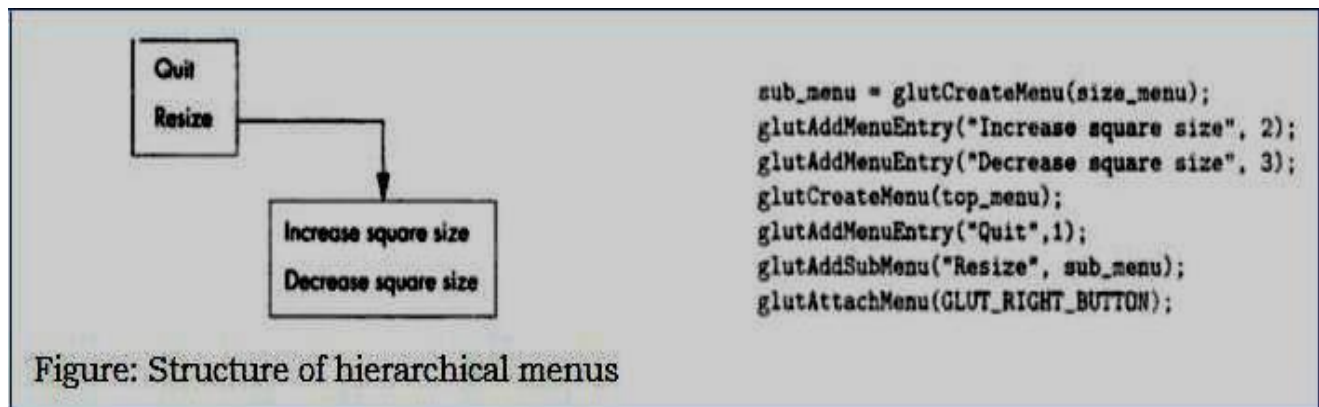 Quit
Resize
Increase square size
Decrease square size
sub_menu = glutCreateMenu(size_menu);
glutAddMenuEntry("Increase square size", 2);
glutAddMenuEntry("Decrease square size", 3);
glutCreateMenu(top_menu);
glutAddMenuEntry("Quit",1);
glutAddSubMenu("Resize", sub_menu);
glutAttachMenu(GLUT_RIGHT_BUTTON);
Figure: Structure of hierarchical menus